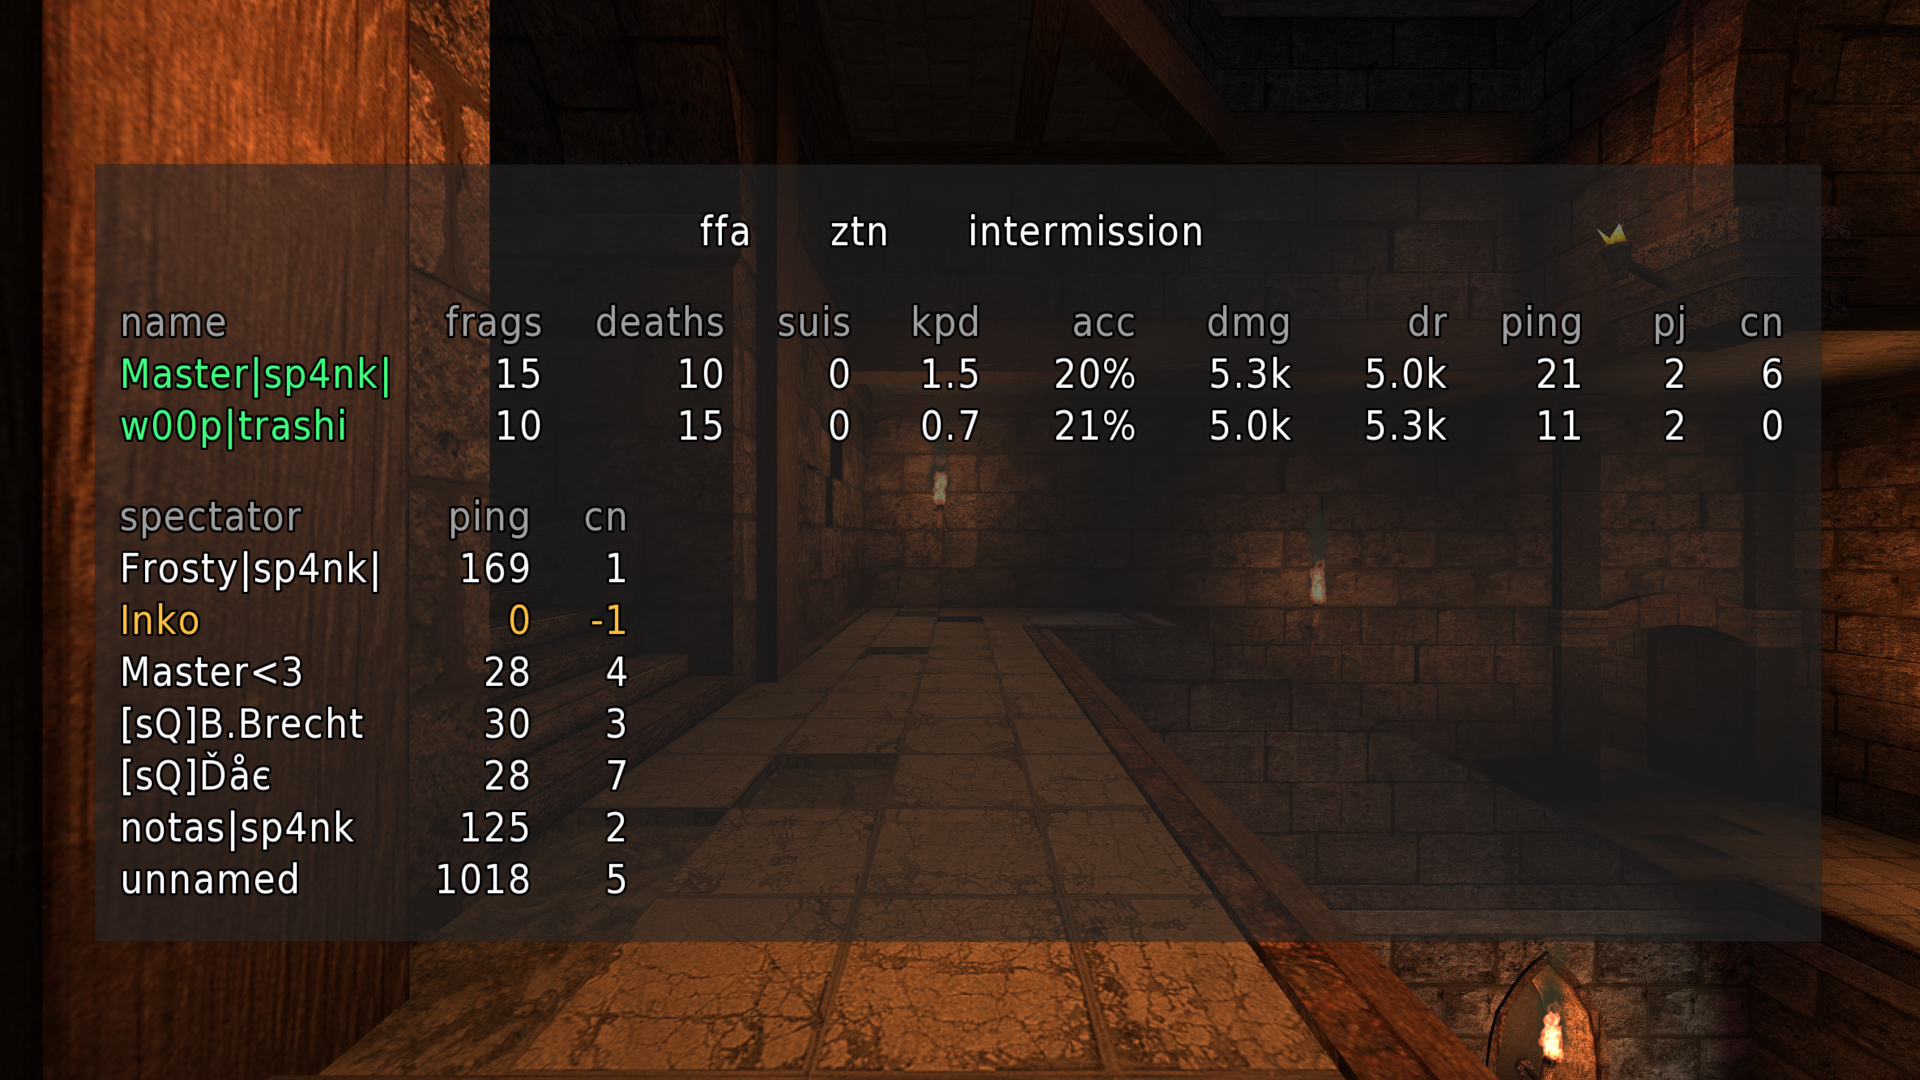 ffa ztn intermission
name frags deaths suis kpd acc dmg dr ping pj cn
Master|sp4nk| 15 10 0 1.5 20% 5.3k 5.0k 21 2 6
w00p|trashi 10 15 0 0.7 21% 5.0k 5.3k 11 2 0
spectator ping cn
Frosty|sp4nk| 169 1
Inko 0 -1
Master<3 28 4
[sQ]B.Brecht 30 3
[sQ]Ďåє 28 7
notas|sp4nk 125 2
unnamed 1018 5